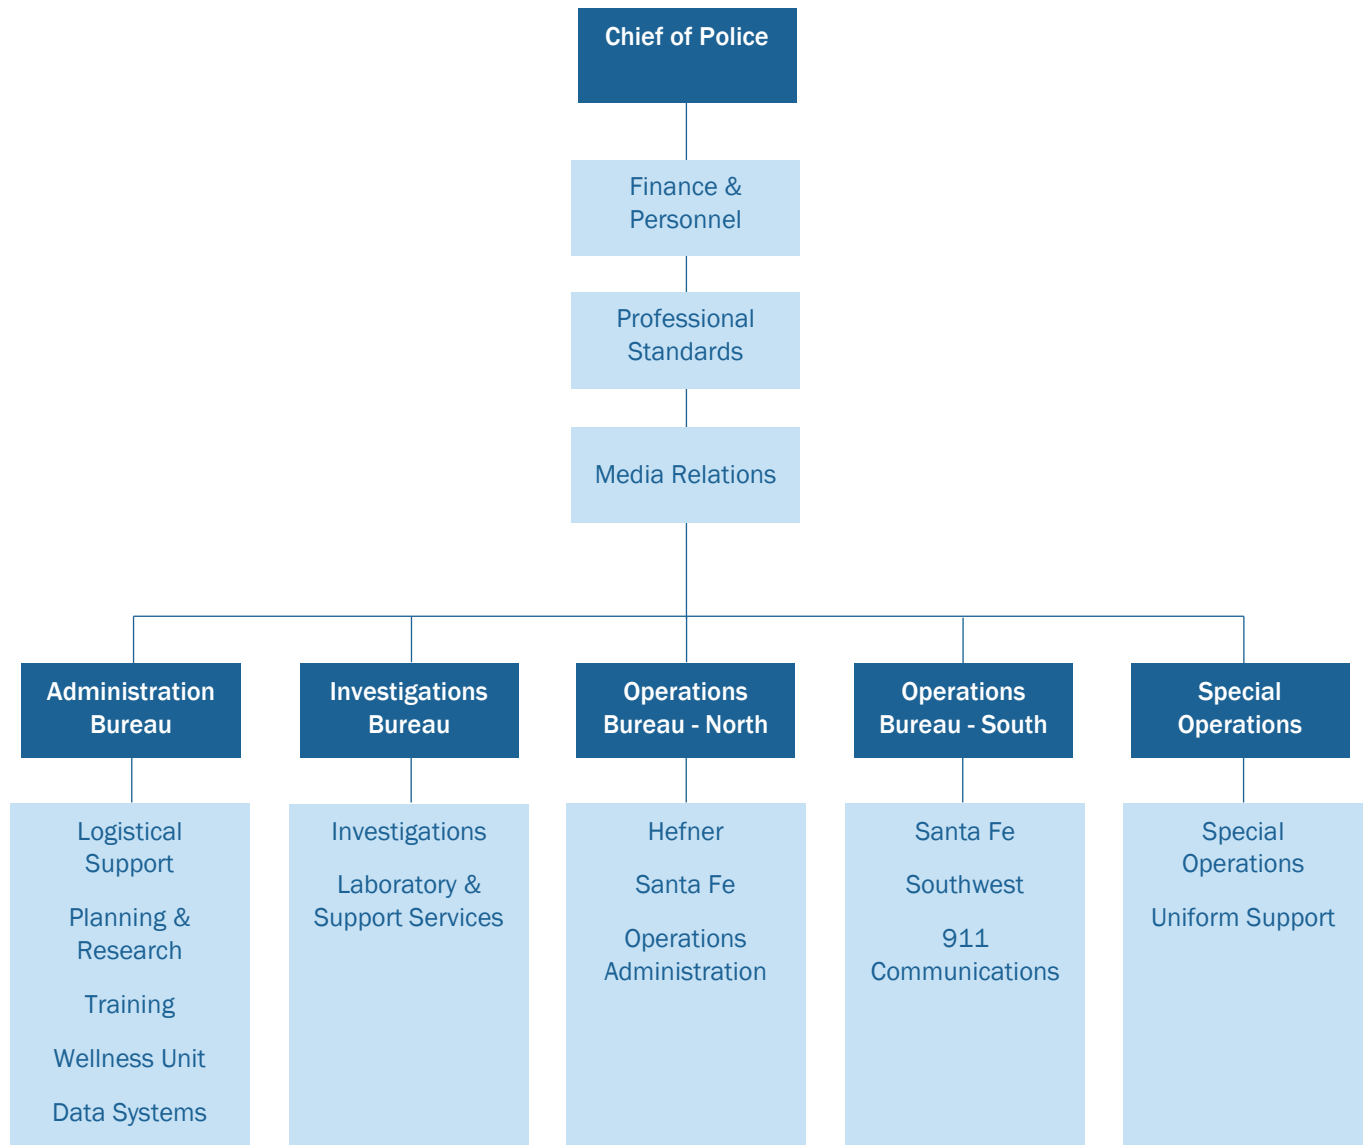 Chief of Police
Finance &
Personnel
Professional
Standards
Media Relations
Administration
Bureau
Investigations
Bureau
Operations
Bureau - North
Operations
Bureau - South
Special
Operations
Logistical
Support
Planning &
Research
Training
Wellness Unit
Data Systems
Investigations
Laboratory &
Support Services
Hefner
Santa Fe
Operations
Administration
Santa Fe
Southwest
911
Communications
Special
Operations
Uniform Support